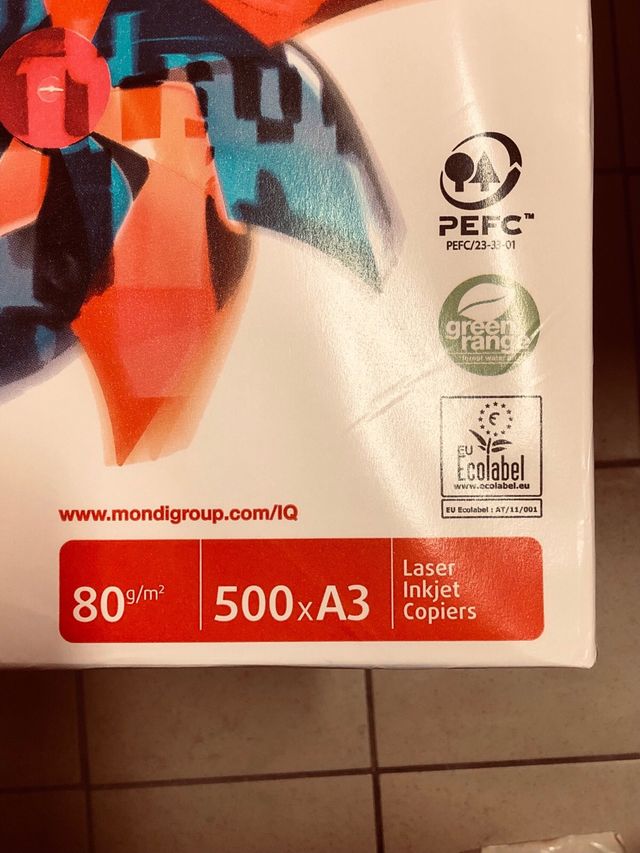 PEFC™
PEFC/23-33-01
green
range
€
EU
Ecolabel
www.ecolabel.eu
EU Ecolabel : AT/11/001
www.mondigroup.com/IQ
80 g/m²
500xA3
Laser
Inkjet
Copiers